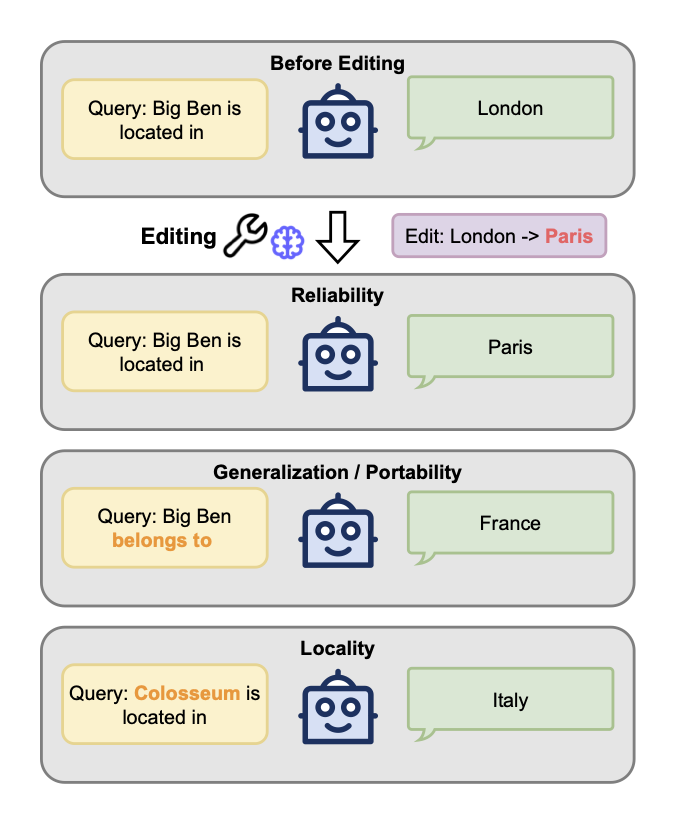 Before Editing
Query: Big Ben is
located in
London
Editing
Edit: London -> Paris
Reliability
Query: Big Ben is
located in
Paris
Generalization / Portability
Query: Big Ben
belongs to
France
Locality
Query: Colosseum is
located in
Italy